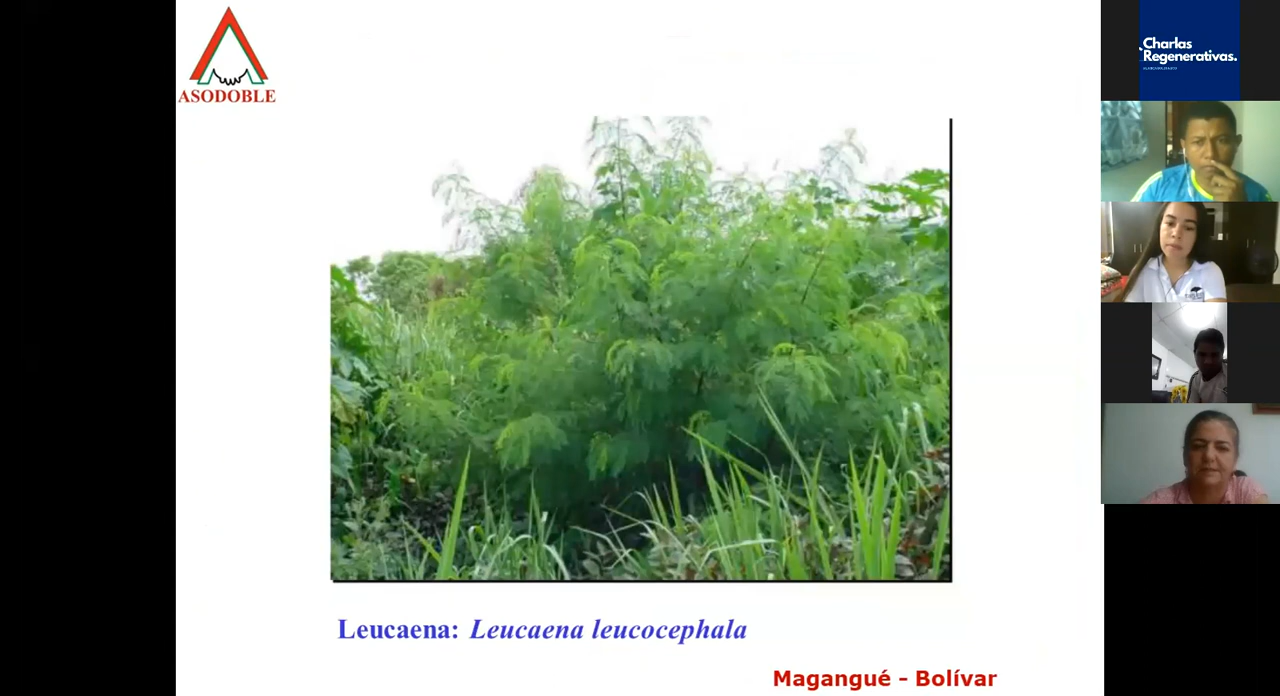 ASODOBLE
Leucaena: Leucaena leucocephala
Magangué - Bolívar
Charlas
Regenerativas.